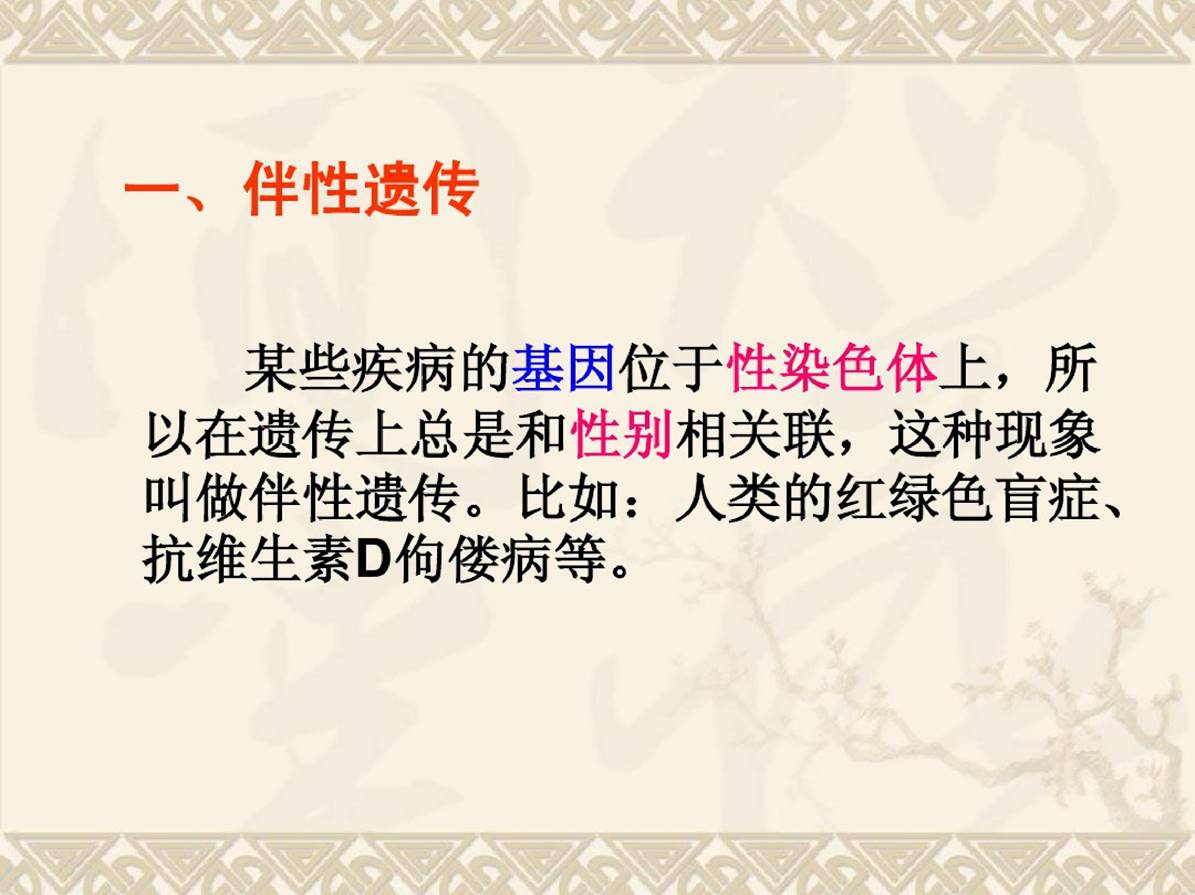 一、伴性遗传
某些疾病的基因位于性染色体上，所
以在遗传上总是和性别相关联，这种现象
叫做伴性遗传。比如：人类的红绿色盲症、
抗维生素D佝偻病等。